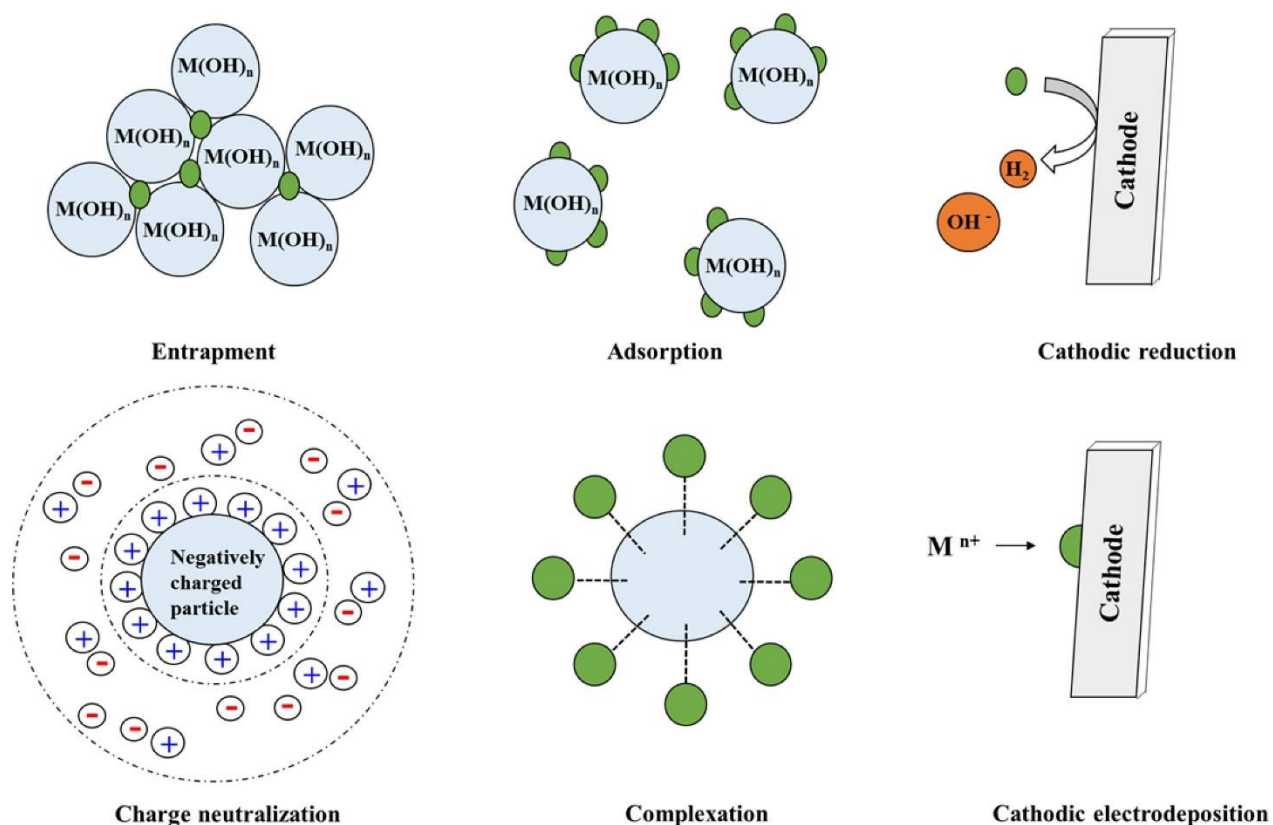 M(OH)n
M(OH)n
M(OH)n
M(OH)n
M(OH)n
M(OH)n
M(OH)n
Entrapment
M(OH)n
M(OH)n
M(OH)n
M(OH)n
Adsorption
H2
OH -
Cathode
Cathodic reduction
+ - - + - - + - + - + - + - + - - - + - - +
+ + + + + + + + + + + + +
Negatively
charged
particle
Charge neutralization
Complexation
M n+
Cathode
Cathodic electrodeposition